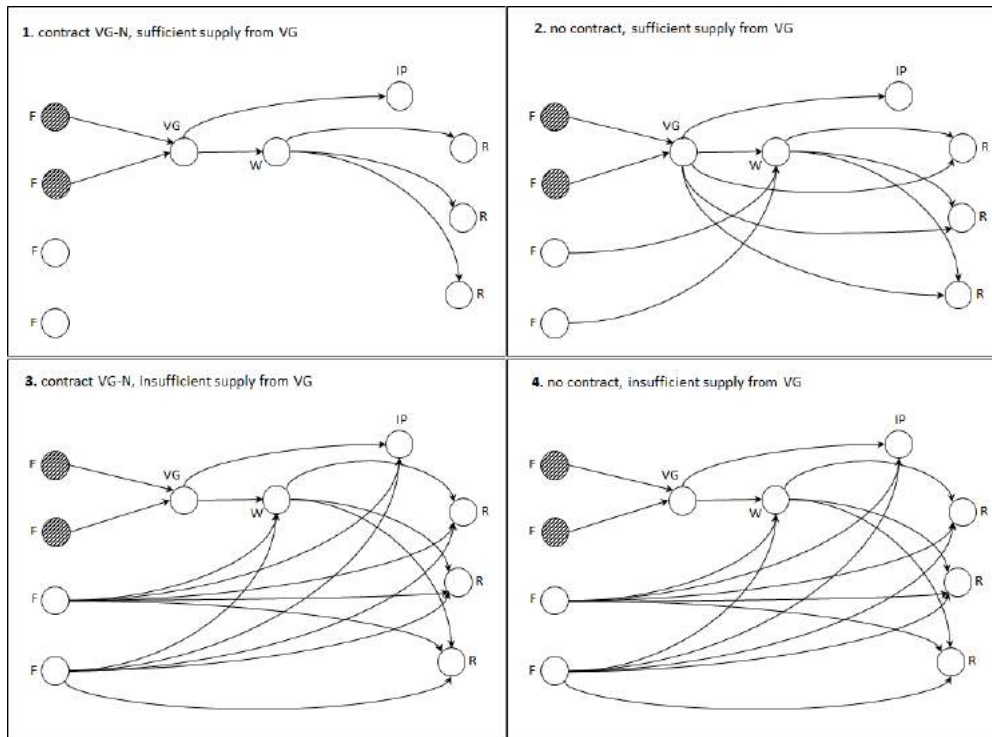 1. contract VG-N, sufficient supply from VG
IP
F
VG
R
W
F
R
F
R
F
2. no contract, sufficient supply from VG
IP
F
VG
R
W
F
R
F
R
F
3. contract VG-N, insufficient supply from VG
IP
F
VG
R
W
F
R
F
R
F
4. no contract, insufficient supply from VG
IP
F
VG
R
W
F
R
F
R
F